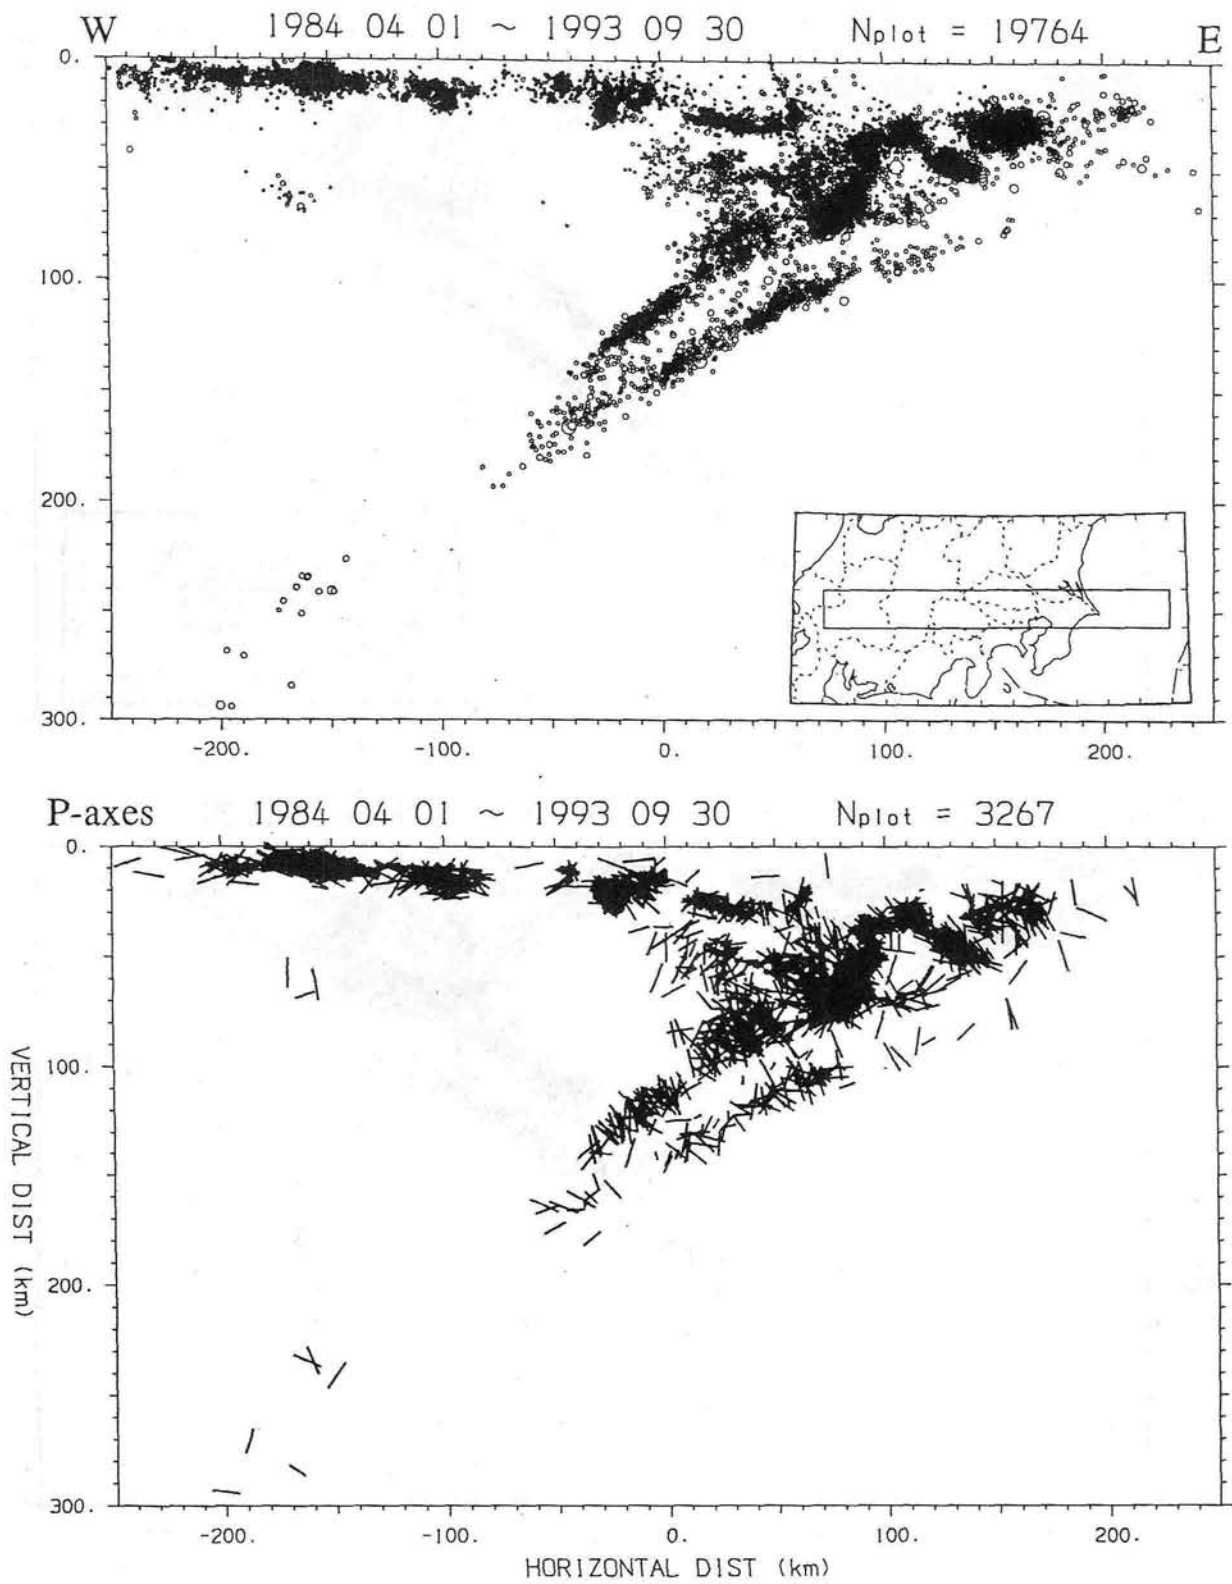 W 1984 04 01 ~ 1993 09 30 Nplot = 19764 E
0.
100.
200.
300.
-200. -100. 0. 100. 200.
P-axes 1984 04 01 ~ 1993 09 30 Nplot = 3267
0.
100.
200.
300.
VERTICAL DIST (km)
-200. -100. 0. 100. 200.
HORIZONTAL DIST (km)